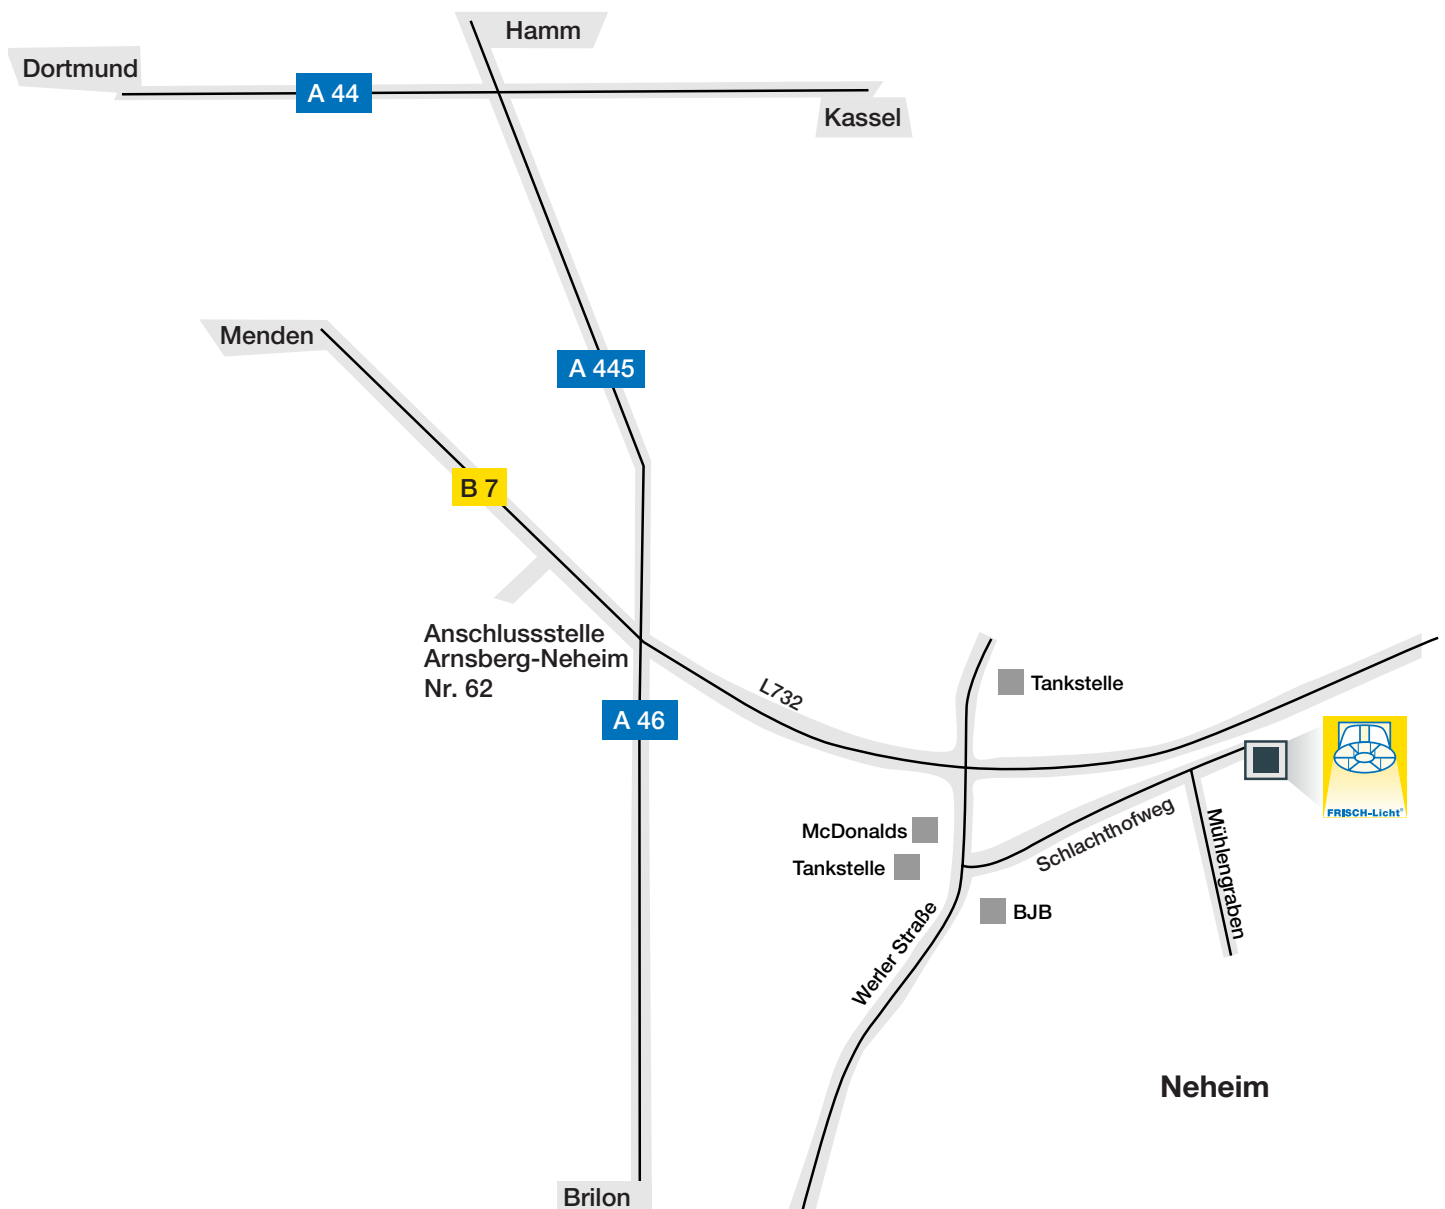 Hamm
Dortmund
A 44
Kassel
Menden
A 445
B 7
Anschlussstelle
Arnsberg-Neheim
Nr. 62
L732
Tankstelle
A 46
FRISCH-Licht®
McDonalds
Schlachthofweg
Mühlengraben
Tankstelle
BJB
Werler Straße
Neheim
Brilon